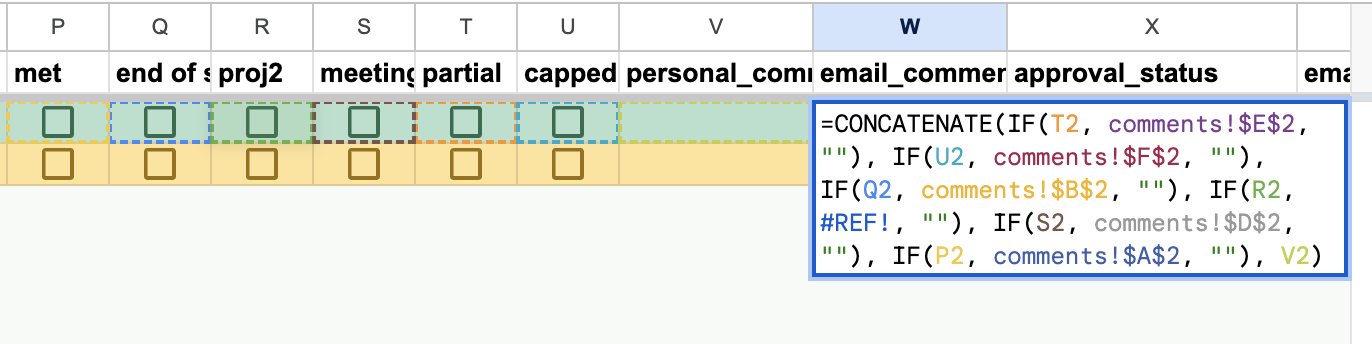 P Q R S T U V W X
met end of s proj2 meeting partial capped personal_comm email_commen approval_status ema
=CONCATENATE(IF(T2, comments!$E$2,
""), IF(U2, comments!$F$2, ""),
IF(Q2, comments!$B$2, ""), IF(R2,
#REF!, ""), IF(S2, comments!$D$2,
""), IF(P2, comments!$A$2, ""), V2)